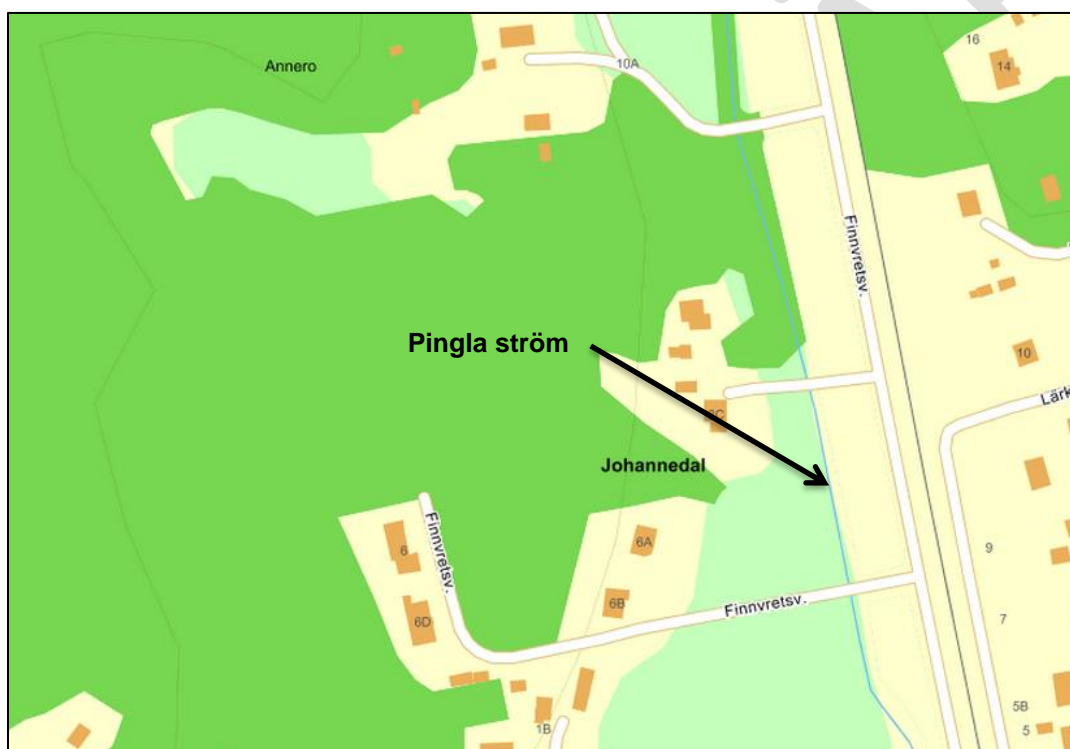 Annero
10A
16
14
Finnvretsv.
Pingla ström
10
Lärk
Johannedal
Finnvretsv.
6
6A
9
6B
6D
Finnvretsv.
7
1B
5B
5